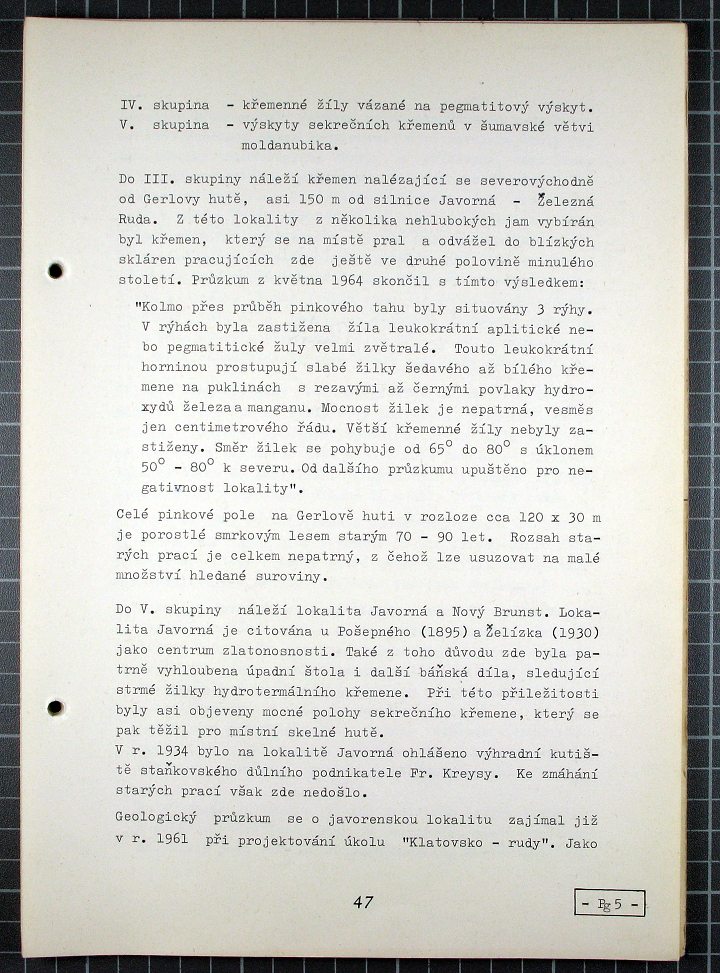 IV. skupina - křemenné žíly vázané na pegmatitový výskyt.
V. skupina - výskyty sekrečních křemenů v šumavské větvi
moldanubika.
Do III. skupiny náleží křemen nalézající se severovýchodně
od Gerlovy hutě, asi 150 m od silnice Javorná - Železná
Ruda. Z této lokality z několika nehlubokých jam vybírán
byl křemen, který se na místě pral a odvážel do blízkých
skláren pracujících zde ještě ve druhé polovině minulého
století. Průzkum z května 1964 skončil s tímto výsledkem:
"Kolmo přes průběh pinkového tahu byly situovány 3 rýhy.
V rýhách byla zastižena žíla leukokrátní aplitické ne-
bo pegmatitické žuly velmi zvětralé. Touto leukokrátní
horninou prostupují slabé žilky šedavého až bílého kře-
mene na puklinách s rezavými až černými povlaky hydro-
xydů železa a manganu. Mocnost žilek je nepatrná, vesměs
jen centimetrového řádu. Větší křemenné žíly nebyly za-
stiženy. Směr žilek se pohybuje od 65° do 80° s úklonem
50° - 80° k severu. Od dalšího průzkumu upuštěno pro ne-
gativnost lokality".
Celé pinkové pole na Gerlově huti v rozloze cca 120 x 30 m
je porostlé smrkovým lesem starým 70 - 90 let. Rozsah sta-
rých prací je celkem nepatrný, z čehož lze usuzovat na malé
množství hledané suroviny.
Do V. skupiny náleží lokalita Javorná a Nový Brunst. Loka-
lita Javorná je citována u Pošepného (1895) a Želízka (1930)
jako centrum zlatonosnosti. Také z toho důvodu zde byla pa-
trně vyhloubena úpadní štola i další báňská díla, sledující
strmé žilky hydrotermálního křemene. Při této přiležitosti
byly asi objeveny mocné polohy sekrečního křemene, který se
pak těžil pro místní skelné hutě.
V r. 1934 bylo na lokalitě Javorná ohlášeno výhradní kutiš-
tě staňkovského důlního podnikatele Fr. Kreysy. Ke zmáhání
starých prací však zde nedošlo.
Geologický průzkum se o javorenskou lokalitu zajímal již
v r. 1961 při projektování úkolu "Klatovsko - rudy". Jako
47
- Pg 5 -